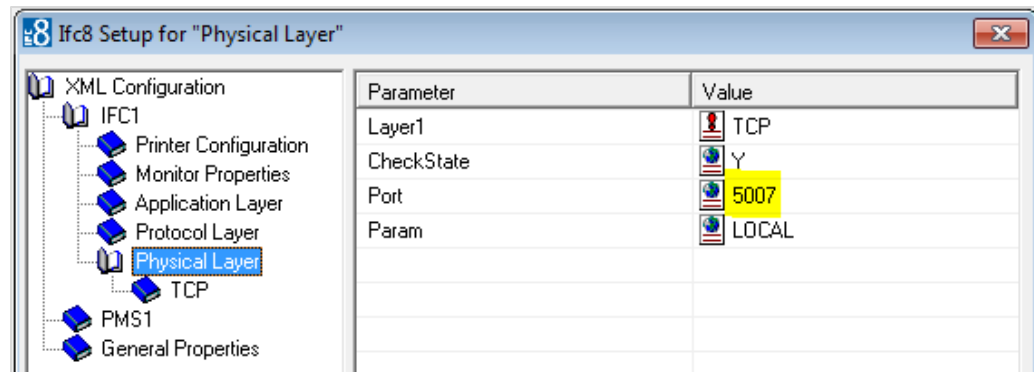 Ifc8 Setup for "Physical Layer"
XML Configuration
IFC1
Printer Configuration
Monitor Properties
Application Layer
Protocol Layer
Physical Layer
TCP
PMS1
General Properties
Parameter Value
Layer1 TCP
CheckState Y
Port 5007
Param LOCAL